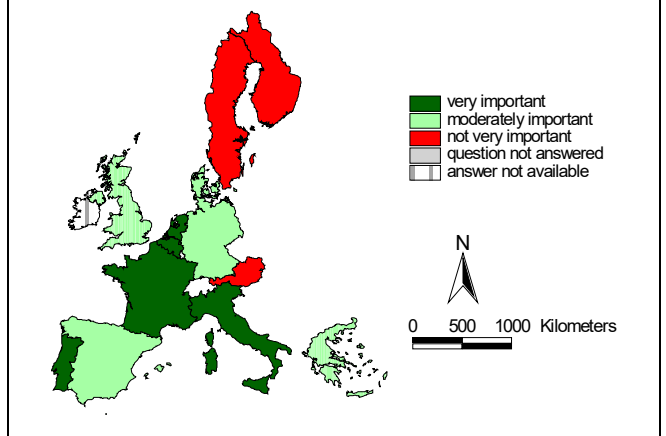 very important
moderately important
not very important
question not answered
answer not available
N
0 500 1000 Kilometers